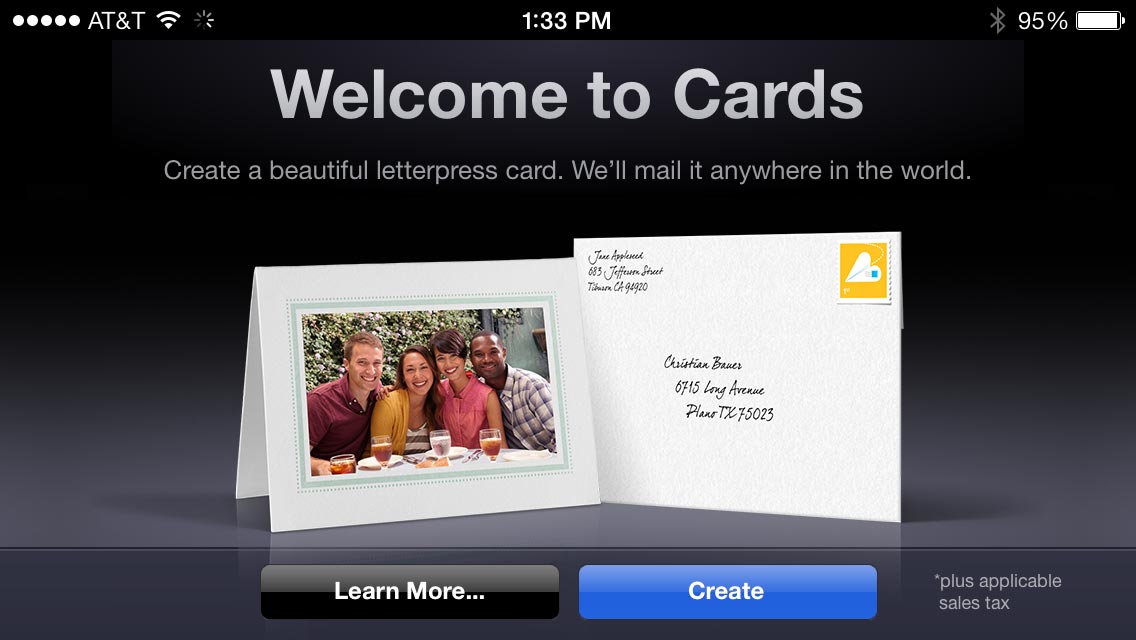 AT&T 1:33 PM 95%
Welcome to Cards
Create a beautiful letterpress card. We'll mail it anywhere in the world.
Jane Appleseed
683 Jefferson Street
Tiburon CA 94920
Christian Bauer
6715 Long Avenue
Plano TX 75023
Learn More...
Create
*plus applicable
sales tax